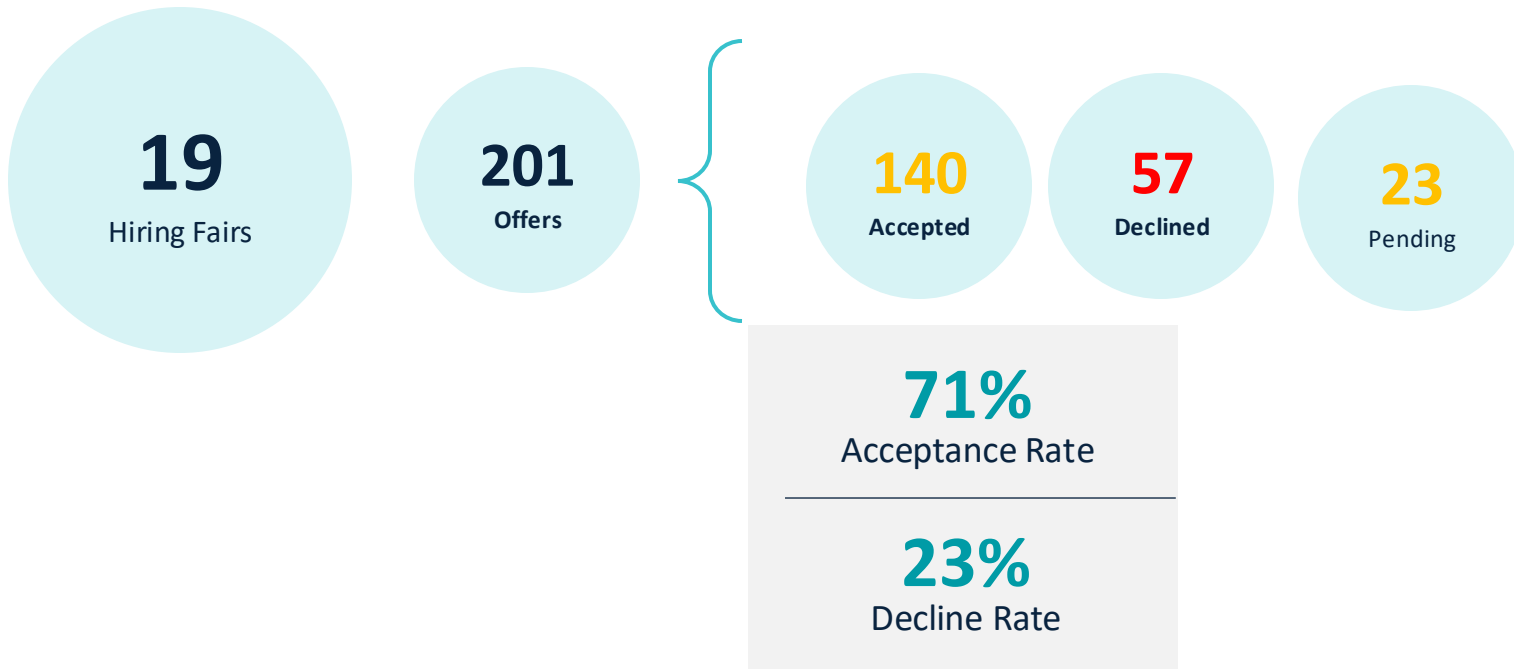 19
Hiring Fairs
201
Offers
140
Accepted
57
Declined
23
Pending
71%
Acceptance Rate
23%
Decline Rate